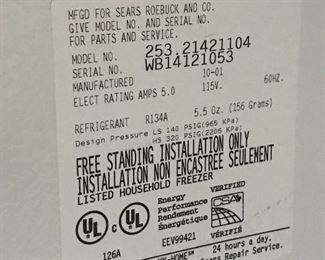 MFGD FOR SEARS ROEBUCK AND CO.
GIVE MODEL NO. AND SERIAL NO.
FOR PARTS AND SERVICE.
MODEL NO. 253.21421104
SERIAL NO. WB14121053
MANUFACTURED 10-01
ELECT RATING AMPS 5.0 115V. 60HZ.
REFRIGERANT R134A 5.5 Oz. (156 Grams)
Design Pressure LS 140 PSIG(965 KPa)
HS 320 PSIG(2206 KPa)
FREE STANDING INSTALLATION ONLY
INSTALLATION NON ENCASTREE SEULEMENT
LISTED HOUSEHOLD FREEZER
UL
C UL
126A
Energy
Performance
Rendement
Énergétique
EEV99421
VERIFIED
CSA
VÉRIFIÉ
-HOME℠
24 hours a day,
Sears Repair Service.